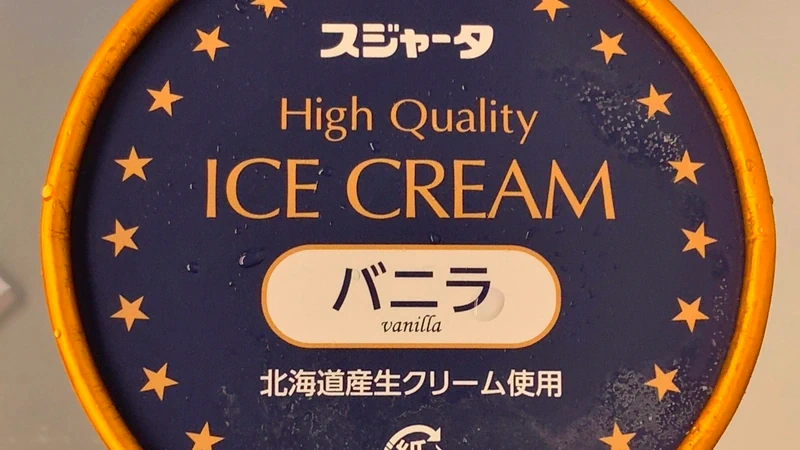 スジャータ
High Quality
ICE CREAM
バニラ
vanilla
北海道産生クリーム使用
紙